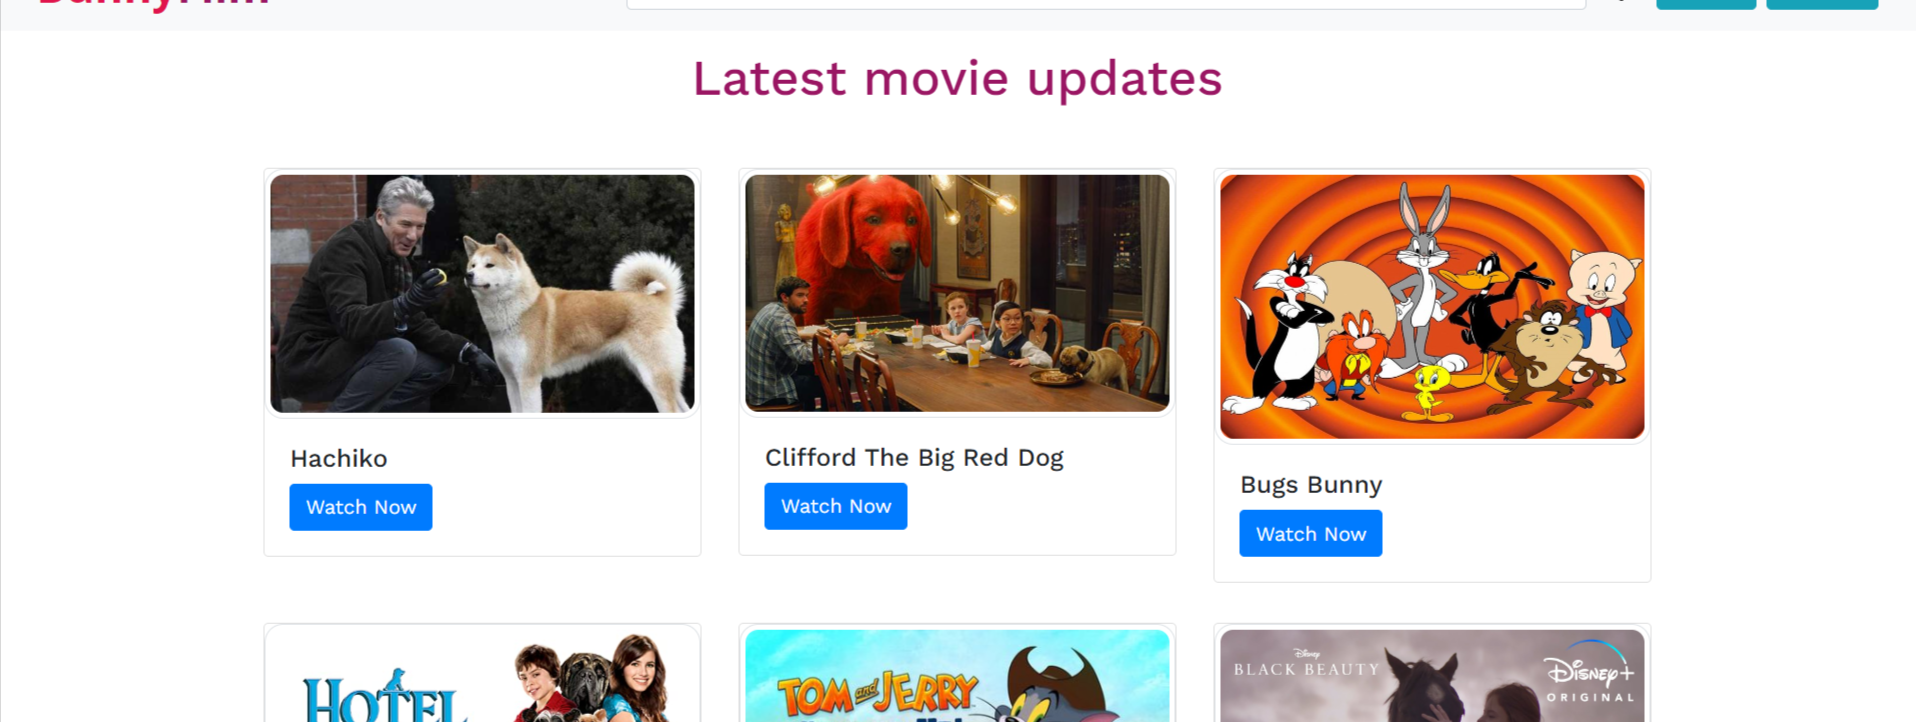 Latest movie updates
Hachiko
Watch Now
Clifford The Big Red Dog
Watch Now
Bugs Bunny
Watch Now
HOTEL
TOM and JERRY
Disney
BLACK BEAUTY
Disney+
ORIGINAL